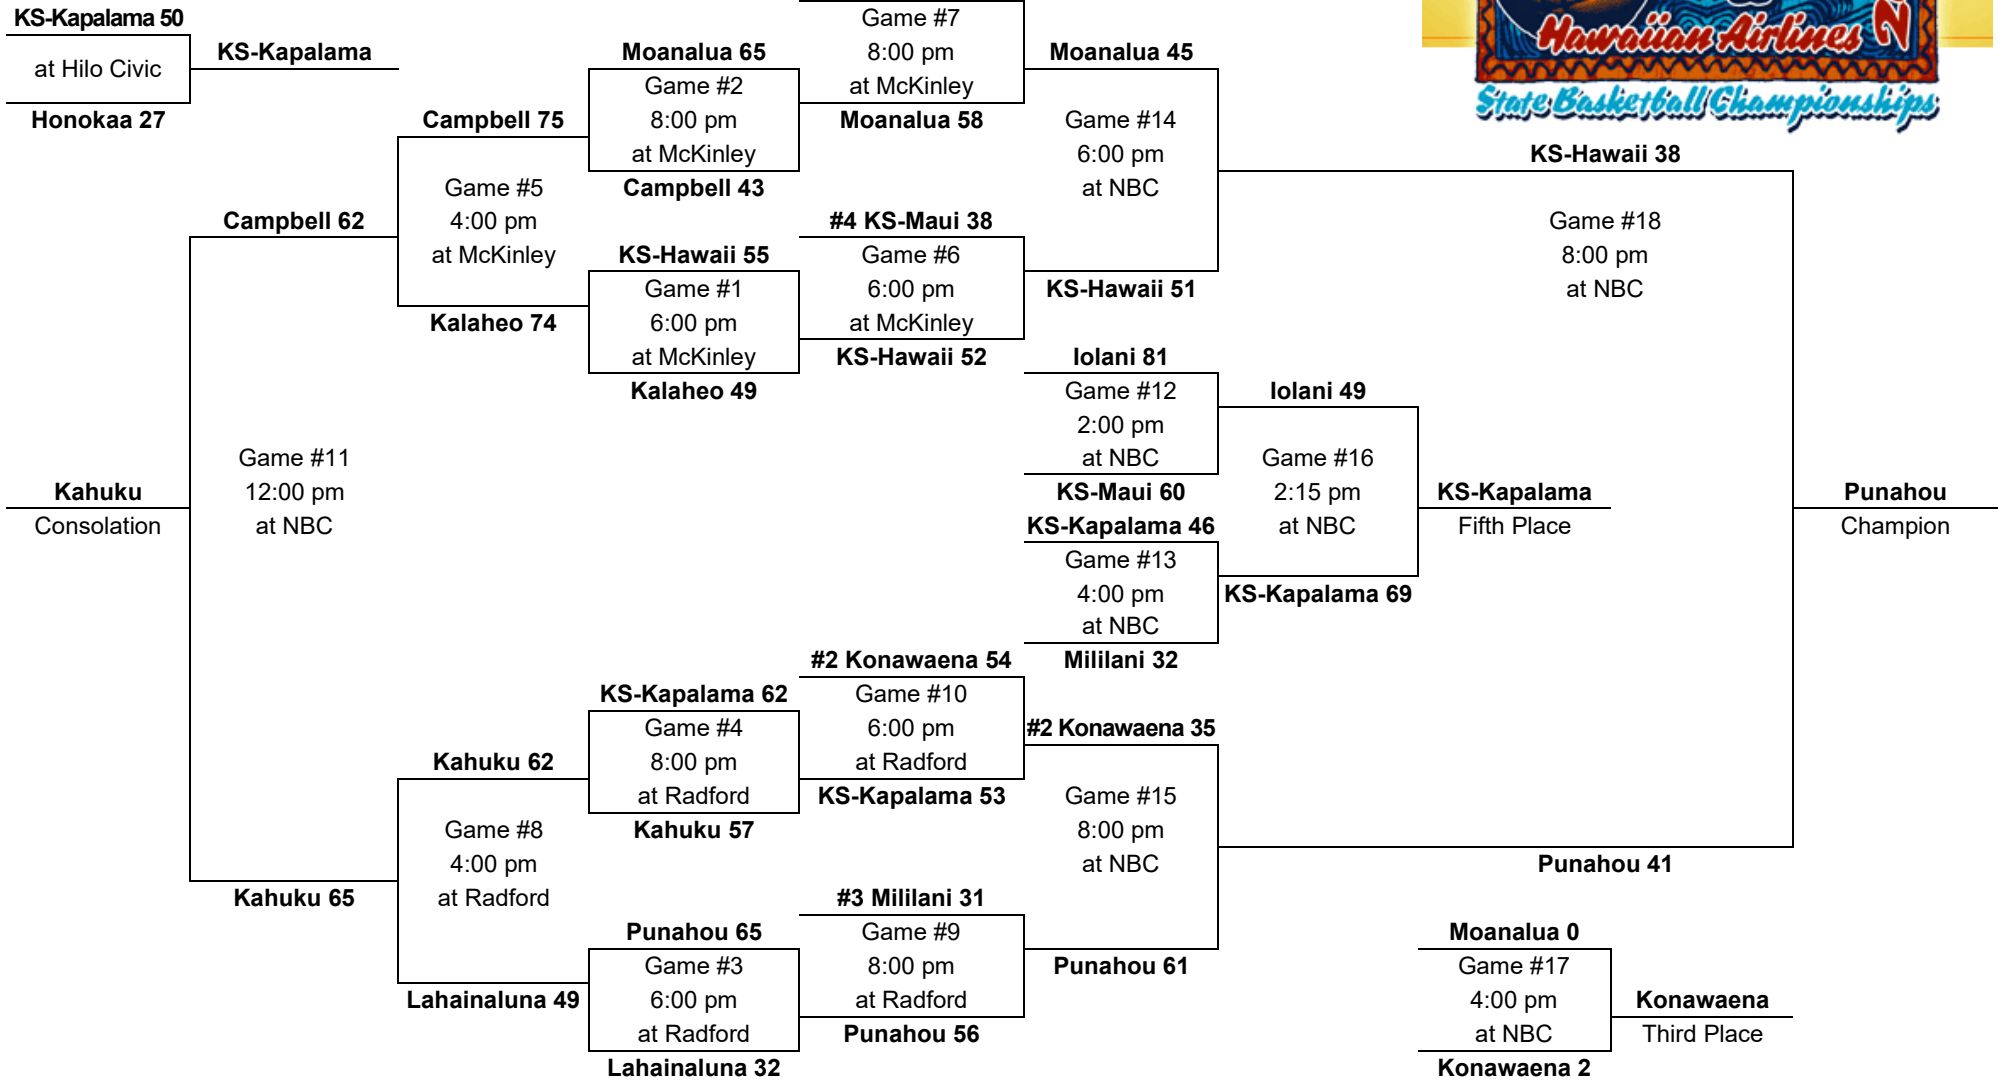 KS-Kapalama 50
at Hilo Civic
Honokaa 27
KS-Kapalama
Campbell 62
Game #11
12:00 pm
at NBC
Kahuku 65
Kahuku
Consolation
Campbell 75
Game #5
4:00 pm
at McKinley
Kalaheo 74
Kahuku 62
Game #8
4:00 pm
at Radford
Lahainaluna 49
Moanalua 65
Game #2
8:00 pm
at McKinley
Campbell 43
KS-Hawaii 55
Game #1
6:00 pm
at McKinley
Kalaheo 49
KS-Kapalama 62
Game #4
8:00 pm
at Radford
Kahuku 57
Punahou 65
Game #3
6:00 pm
at Radford
Lahainaluna 32
Game #7
8:00 pm
at McKinley
Moanalua 58
#4 KS-Maui 38
Game #6
6:00 pm
at McKinley
KS-Hawaii 52
#2 Konawaena 54
Game #10
6:00 pm
at Radford
KS-Kapalama 53
#3 Mililani 31
Game #9
8:00 pm
at Radford
Punahou 56
Moanalua 45
Game #14
6:00 pm
at NBC
KS-Hawaii 51
Iolani 81
Game #12
2:00 pm
at NBC
KS-Maui 60
KS-Kapalama 46
Game #13
4:00 pm
at NBC
Mililani 32
#2 Konawaena 35
Game #15
8:00 pm
at NBC
Punahou 61
Iolani 49
Game #16
2:15 pm
at NBC
KS-Kapalama 69
KS-Kapalama
Fifth Place
Hawaiian Airlines
State Basketball Championships
KS-Hawaii 38
Game #18
8:00 pm
at NBC
Punahou 41
Punahou
Champion
Moanalua 0
Game #17
4:00 pm
at NBC
Konawaena 2
Konawaena
Third Place